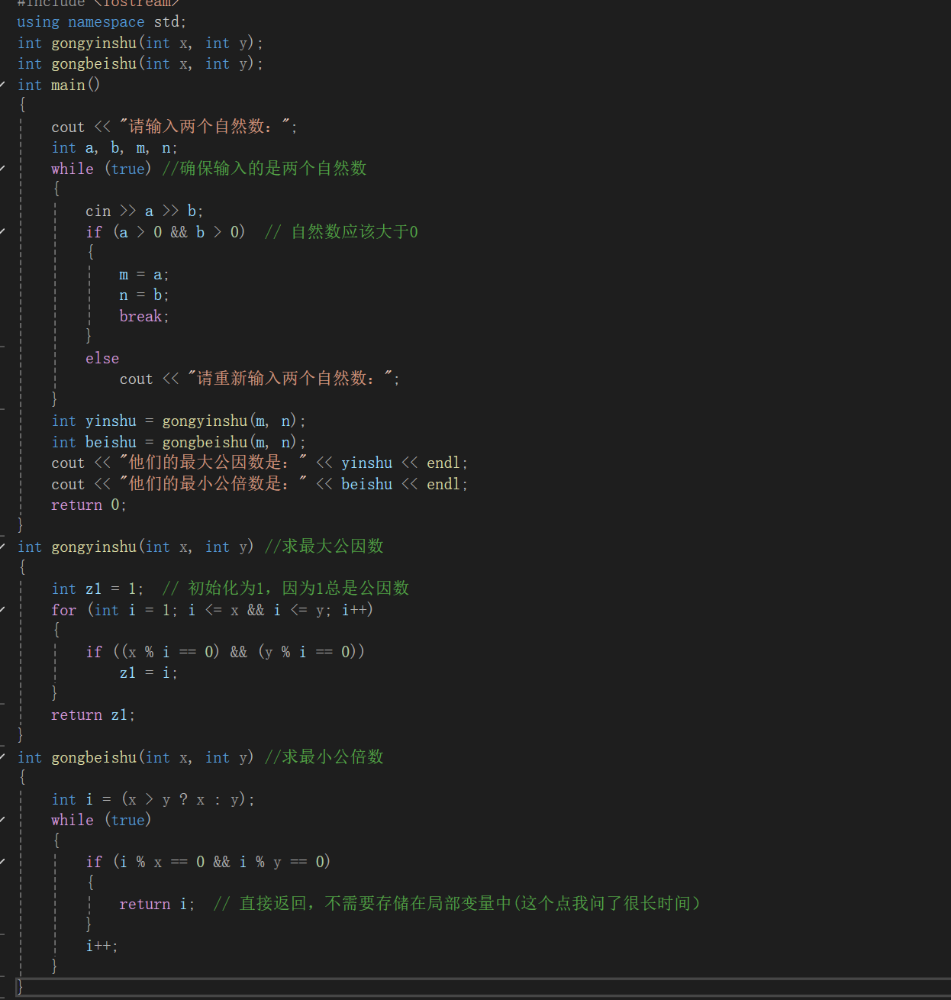 #include <iostream>
using namespace std;
int gongyinshu(int x, int y);
int gongbeishu(int x, int y);
int main()
{
cout << "请输入两个自然数：";
int a, b, m, n;
while (true) //确保输入的是两个自然数
{
cin >> a >> b;
if (a > 0 && b > 0)  // 自然数应该大于0
{
m = a;
n = b;
break;
}
else
cout << "请重新输入两个自然数：";
}
int yinshu = gongyinshu(m, n);
int beishu = gongbeishu(m, n);
cout << "他们的最大公因数是：" << yinshu << endl;
cout << "他们的最小公倍数是：" << beishu << endl;
return 0;
}
int gongyinshu(int x, int y) //求最大公因数
{
int z1 = 1;  // 初始化为1，因为1总是公因数
for (int i = 1; i <= x && i <= y; i++)
{
if ((x % i == 0) && (y % i == 0))
z1 = i;
}
return z1;
}
int gongbeishu(int x, int y) //求最小公倍数
{
int i = (x > y ? x : y);
while (true)
{
if (i % x == 0 && i % y == 0)
{
return i;  // 直接返回，不需要存储在局部变量中(这个点我问了很长时间）
}
i++;
}
}